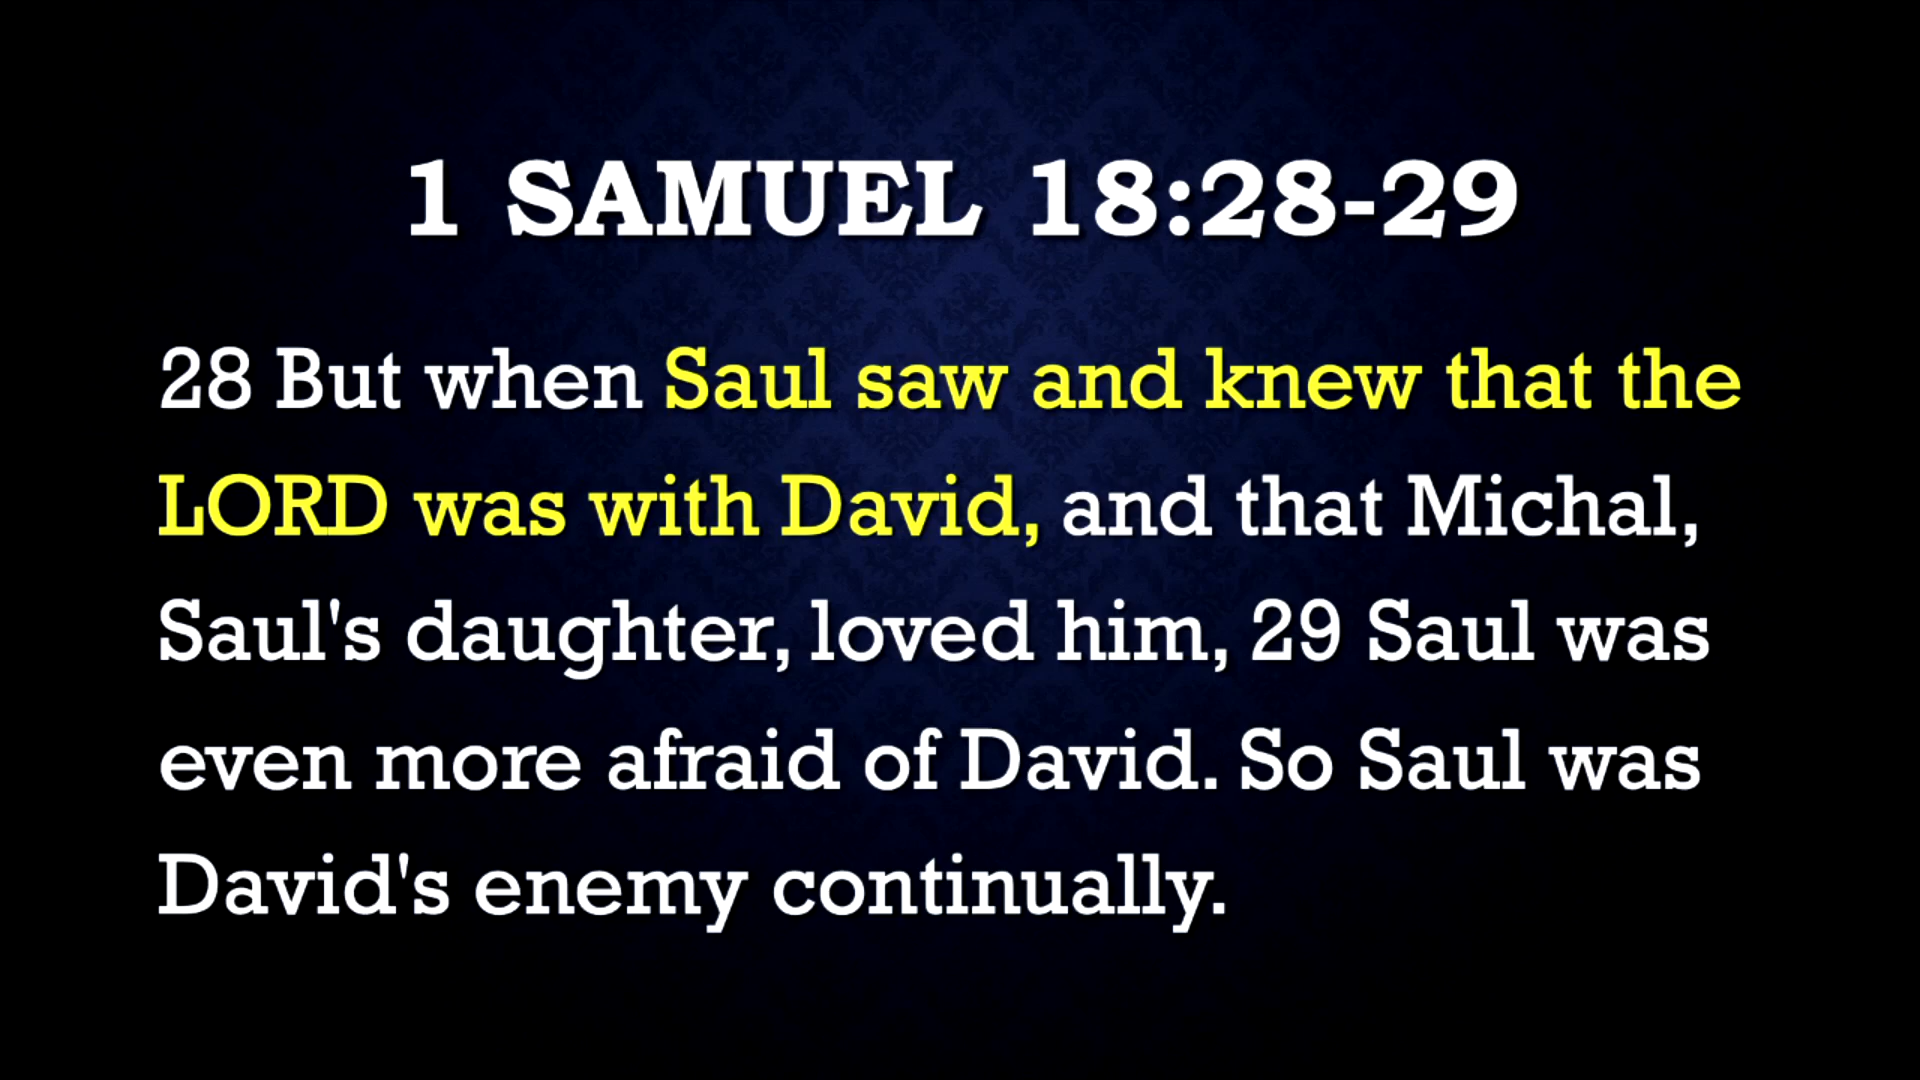 1 SAMUEL 18:28-29
28 But when Saul saw and knew that the
LORD was with David, and that Michal,
Saul's daughter, loved him, 29 Saul was
even more afraid of David. So Saul was
David's enemy continually.